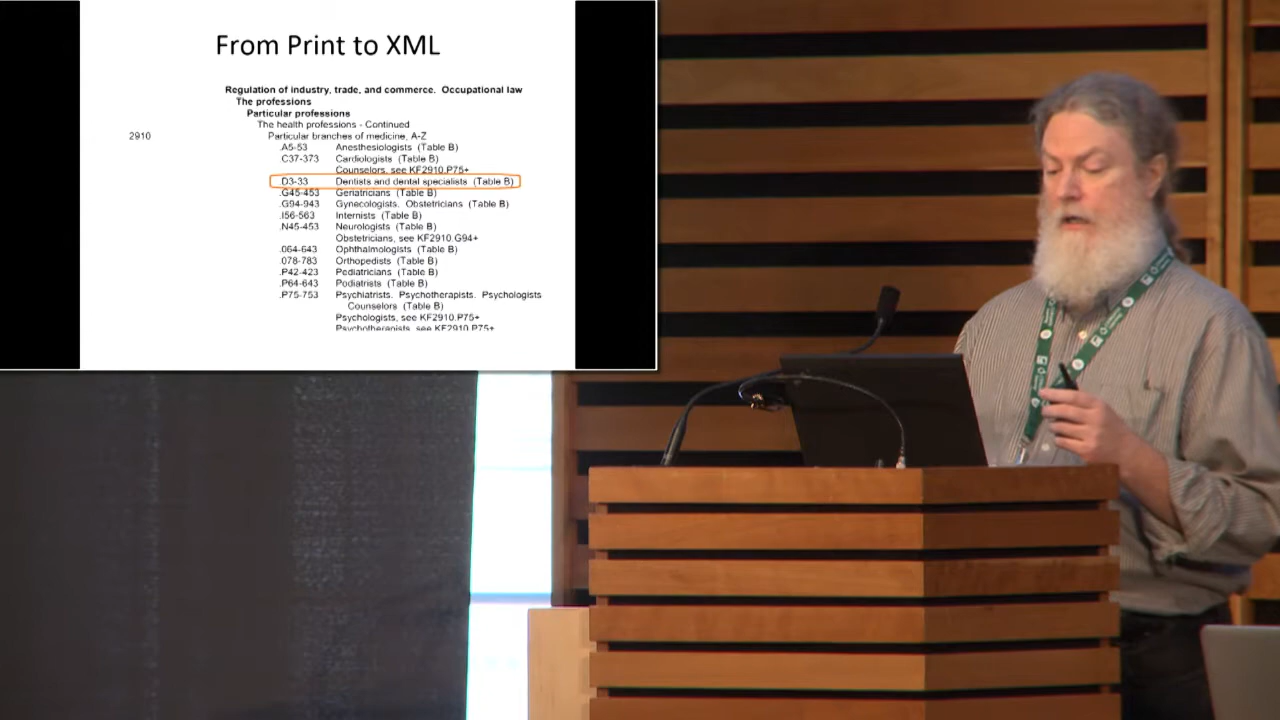 From Print to XML
Regulation of industry, trade, and commerce. Occupational law
The professions
Particular professions
The health professions - Continued
2910 Particular branches of medicine, A-Z
.A5-53 Anesthesiologists (Table B)
C37-373 Cardiologists (Table B)
Counselors, see KF2910.P75+
.D3-33 Dentists and dental specialists (Table B)
.G45-453 Geriatricians (Table B)
.G94-943 Gynecologists. Obstetricians (Table B)
.I56-563 Internists (Table B)
.N45-453 Neurologists (Table B)
Obstetricians, see KF2910.G94+
.O64-643 Ophthalmologists (Table B)
.O78-783 Orthopedists (Table B)
.P42-423 Pediatricians (Table B)
.P64-643 Podiatrists (Table B)
.P75-753 Psychiatrists. Psychotherapists. Psychologists
Counselors (Table B)
Psychologists, see KF2910.P75+
Psychotherapists, see KF2910.P75+